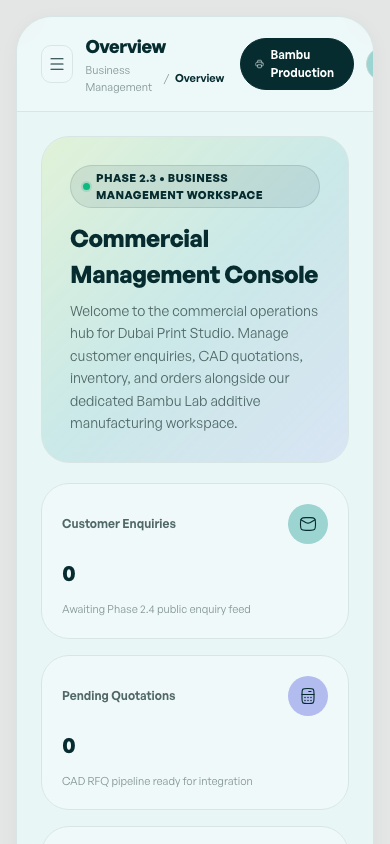 Overview
Business
Management / Overview
Bambu
Production
PHASE 2.3 • BUSINESS
MANAGEMENT WORKSPACE
Commercial
Management Console
Welcome to the commercial operations
hub for Dubai Print Studio. Manage
customer enquiries, CAD quotations,
inventory, and orders alongside our
dedicated Bambu Lab additive
manufacturing workspace.
Customer Enquiries
0
Awaiting Phase 2.4 public enquiry feed
Pending Quotations
0
CAD RFQ pipeline ready for integration